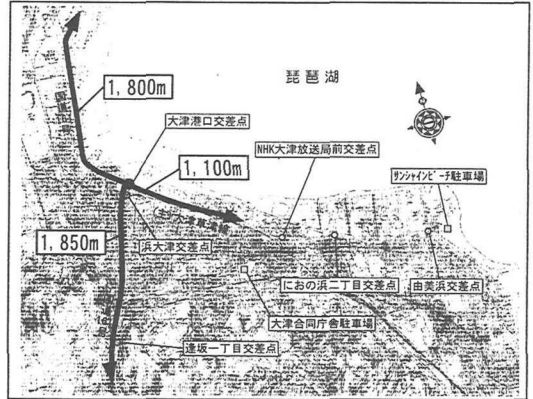 琵琶湖
1,800m
大津港口交差点
NHK大津放送局前交差点
1,100m
サンシャインビーチ駐車場
1,850m
浜大津交差点
におの浜二丁目交差点
由美浜交差点
大津合同庁舎駐車場
逢坂一丁目交差点